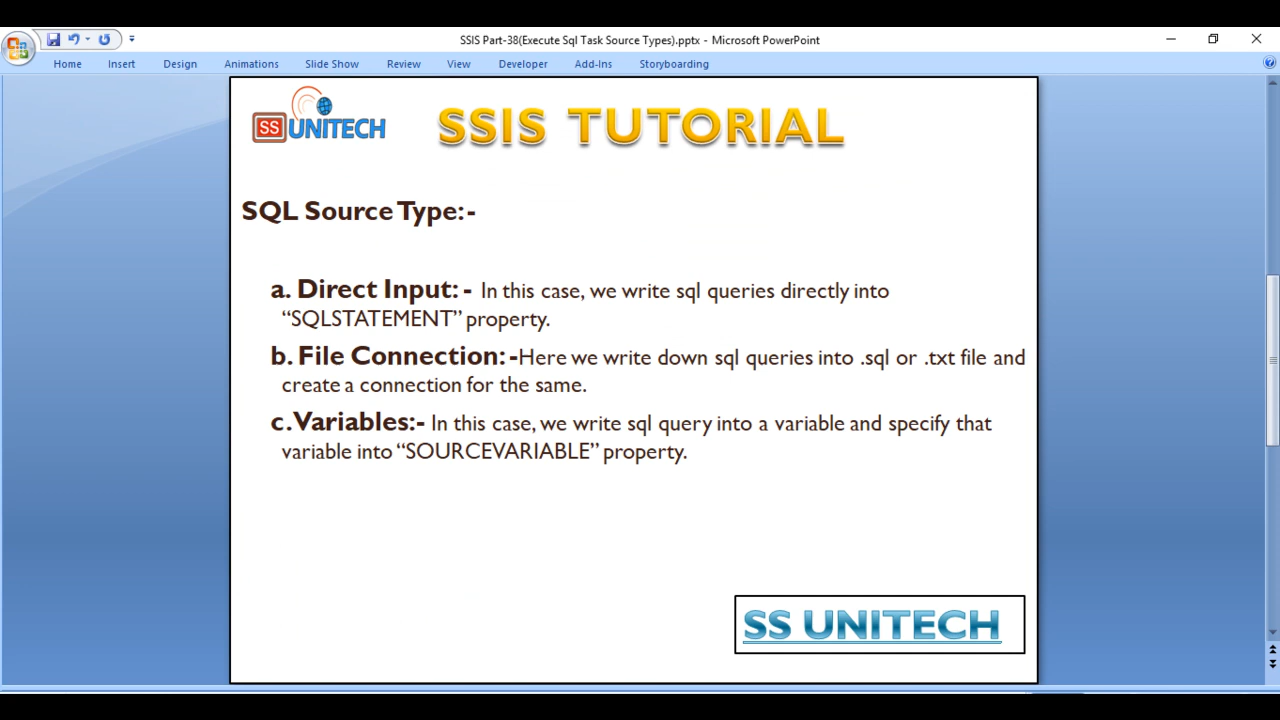 SSIS Part-38(Execute Sql Task Source Types).pptx - Microsoft PowerPoint
Home Insert Design Animations Slide Show Review View Developer Add-Ins Storyboarding
SS UNITECH
SSIS TUTORIAL
SQL Source Type:-
a. Direct Input: - In this case, we write sql queries directly into
“SQLSTATEMENT” property.
b. File Connection: -Here we write down sql queries into .sql or .txt file and
create a connection for the same.
c. Variables:- In this case, we write sql query into a variable and specify that
variable into “SOURCEVARIABLE” property.
SS UNITECH